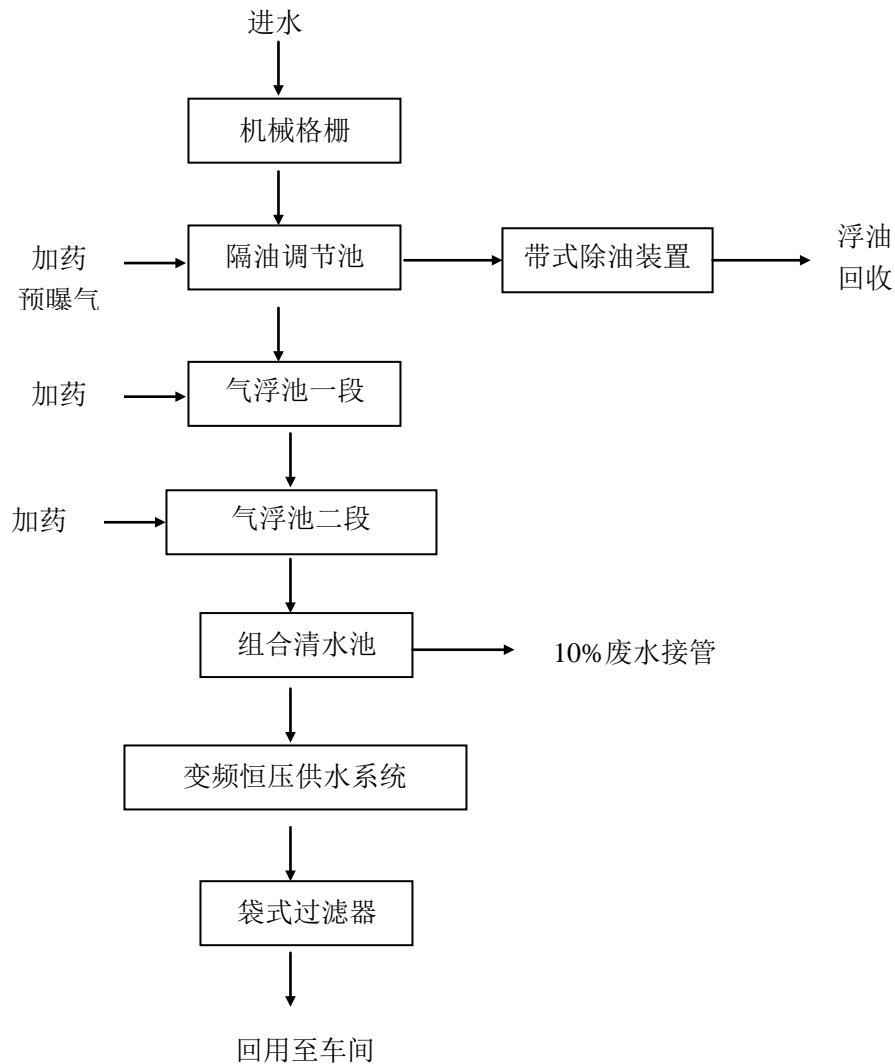 进水
机械格栅
加药
预曝气
隔油调节池
带式除油装置
浮油
回收
加药
气浮池一段
加药
气浮池二段
组合清水池
10%废水接管
变频恒压供水系统
袋式过滤器
回用至车间